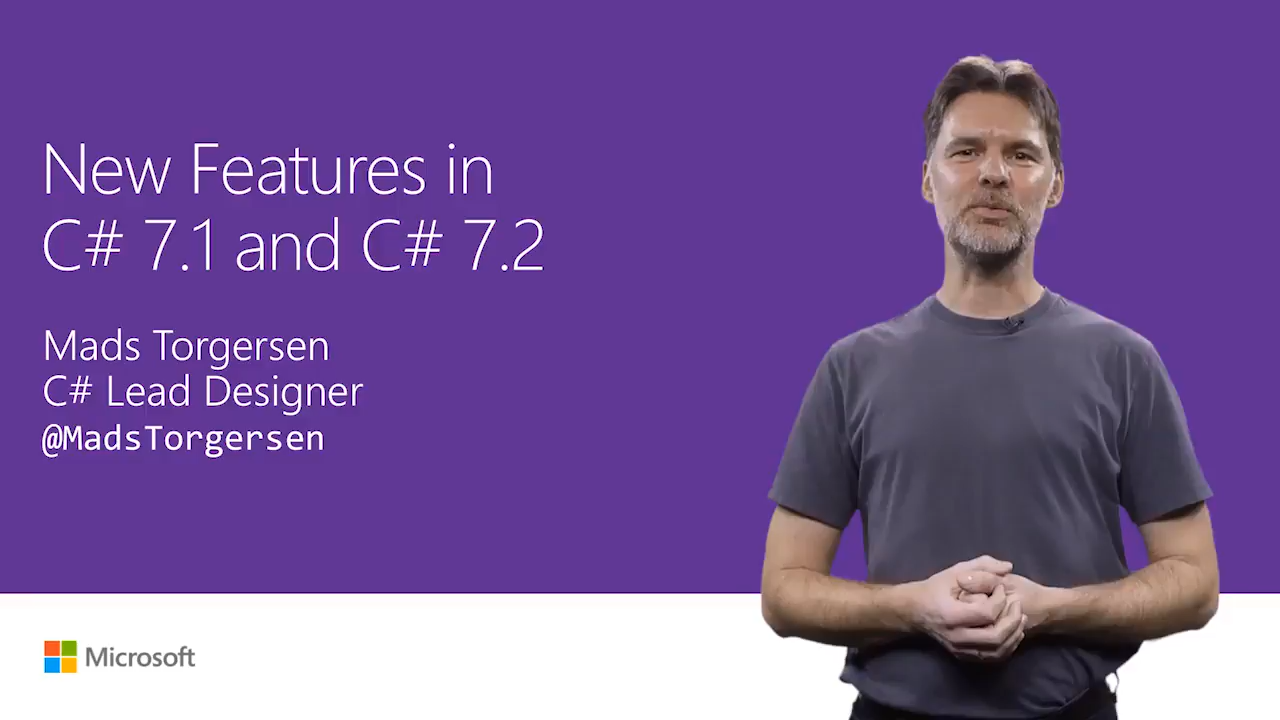 New Features in
C# 7.1 and C# 7.2
Mads Torgersen
C# Lead Designer
@MadsTorgersen
Microsoft